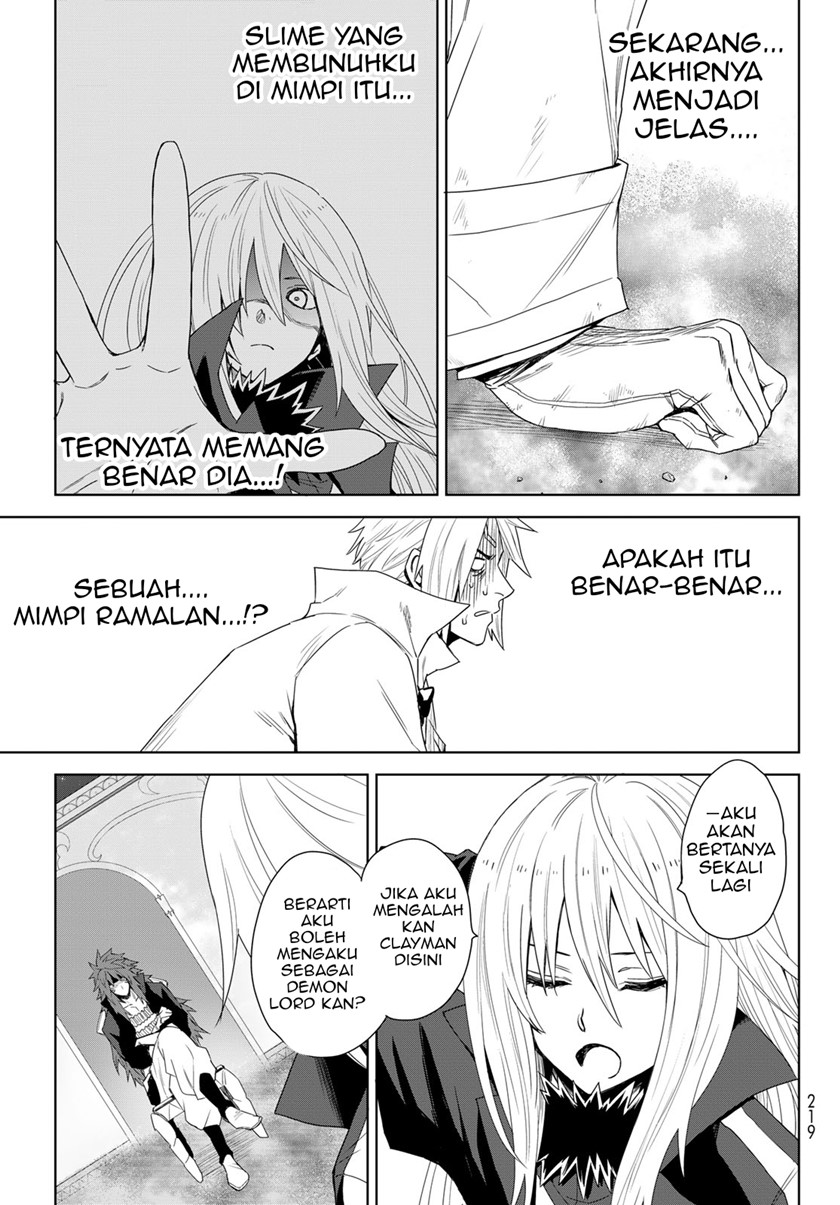 SEKARANG...
AKHIRNYA
MENJADI
JELAS....
SLIME YANG
MEMBUNUHKU
DI MIMPI ITU...
TERNYATA MEMANG
BENAR DIA...!
APAKAH ITU
BENAR-BENAR...
SEBUAH....
MIMPI RAMALAN...!?
–AKU
AKAN
BERTANYA
SEKALI
LAGI
JIKA AKU
MENGALAH
KAN
CLAYMAN
DISINI
BERARTI
AKU
BOLEH
MENGAKU
SEBAGAI
DEMON
LORD KAN?
219